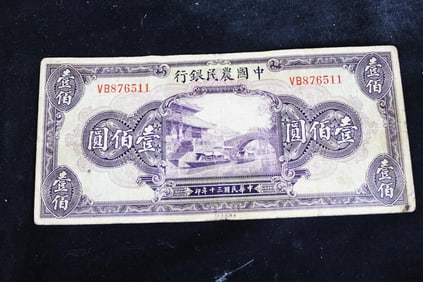 行銀民農國中
VB876511 VB876511
壹佰 壹佰
圓佰壹 壹佰圓
壹佰 壹佰
印年十三國民華中